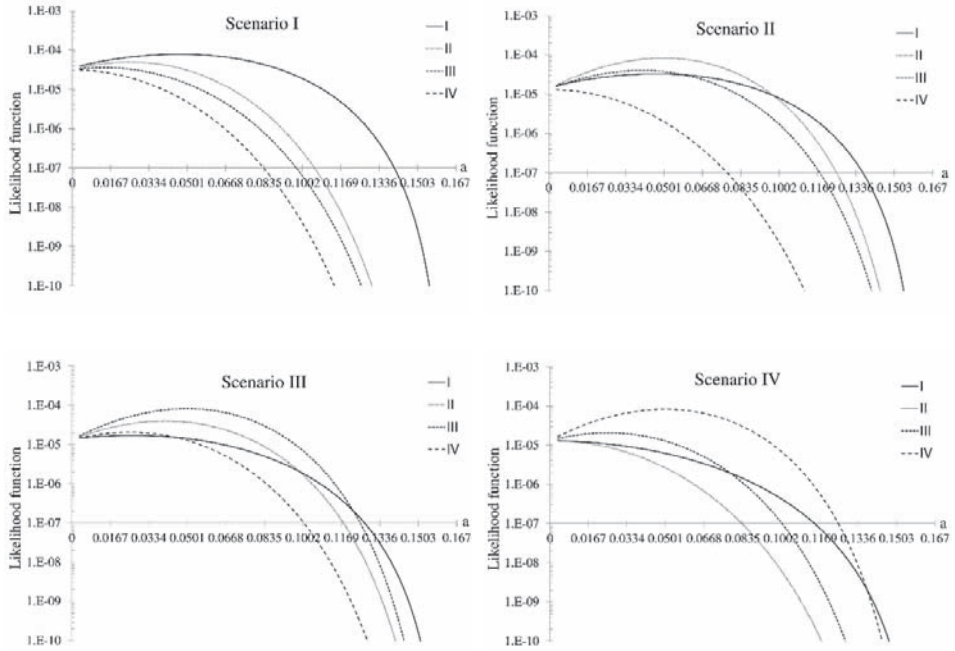 Scenario I
I
II
III
IV
Likelihood function
1.E-03
1.E-04
1.E-05
1.E-06
1.E-07
1.E-08
1.E-09
1.E-10
a
0 0.0167 0.0334 0.0501 0.0668 0.0835 0.1002 0.1169 0.1336 0.1503 0.167
Scenario II
I
II
III
IV
Likelihood function
1.E-03
1.E-04
1.E-05
1.E-06
1.E-07
1.E-08
1.E-09
1.E-10
a
0 0.0167 0.0334 0.0501 0.0668 0.0835 0.1002 0.1169 0.1336 0.1503 0.167
Scenario III
I
II
III
IV
Likelihood function
1.E-03
1.E-04
1.E-05
1.E-06
1.E-07
1.E-08
1.E-09
1.E-10
a
0 0.0167 0.0334 0.0501 0.0668 0.0835 0.1002 0.1169 0.1336 0.1503 0.167
Scenario IV
I
II
III
IV
Likelihood function
1.E-03
1.E-04
1.E-05
1.E-06
1.E-07
1.E-08
1.E-09
1.E-10
a
0 0.0167 0.0334 0.0501 0.0668 0.0835 0.1002 0.1169 0.1336 0.1503 0.167